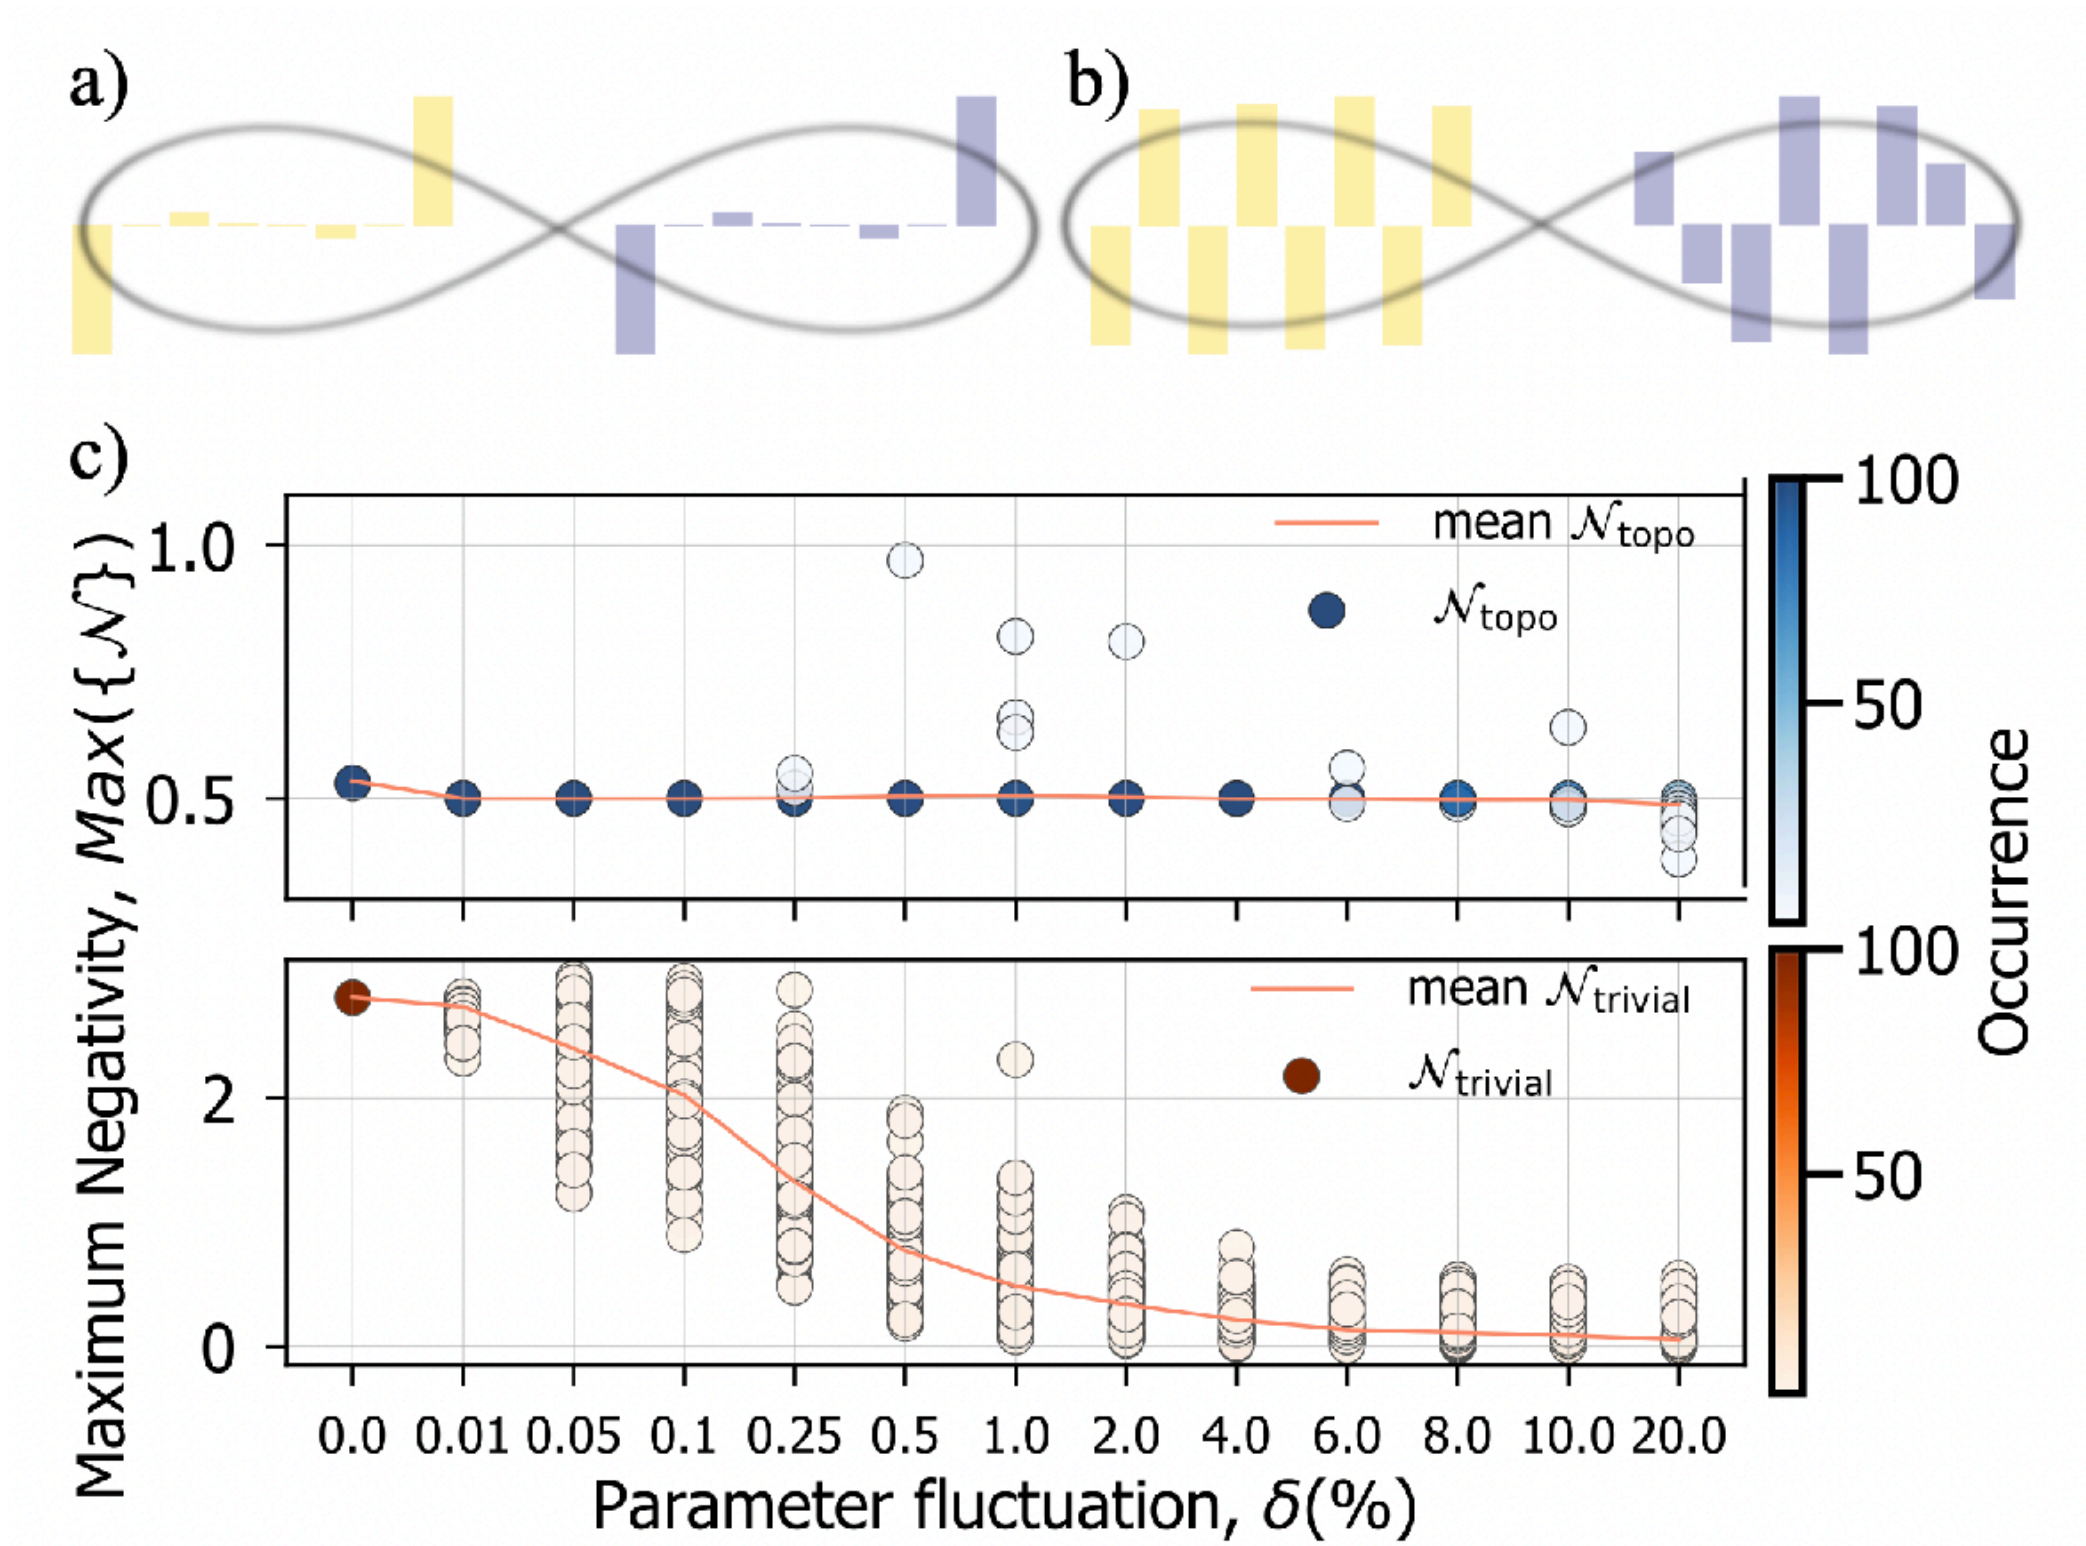 a)
b)
c)
Maximum Negativity, Max({𝒩})
1.0
0.5
mean 𝒩topo
𝒩topo
100
50
2
0
mean 𝒩trivial
𝒩trivial
100
50
Occurrence
0.0 0.01 0.05 0.1 0.25 0.5 1.0 2.0 4.0 6.0 8.0 10.0 20.0
Parameter fluctuation, δ(%)